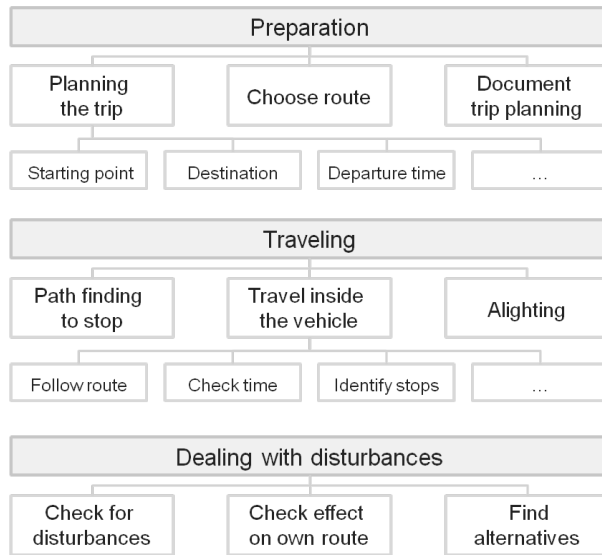 Preparation
Planning
the trip
Choose route
Document
trip planning
Starting point
Destination
Departure time
...
Traveling
Path finding
to stop
Travel inside
the vehicle
Alighting
Follow route
Check time
Identify stops
...
Dealing with disturbances
Check for
disturbances
Check effect
on own route
Find
alternatives